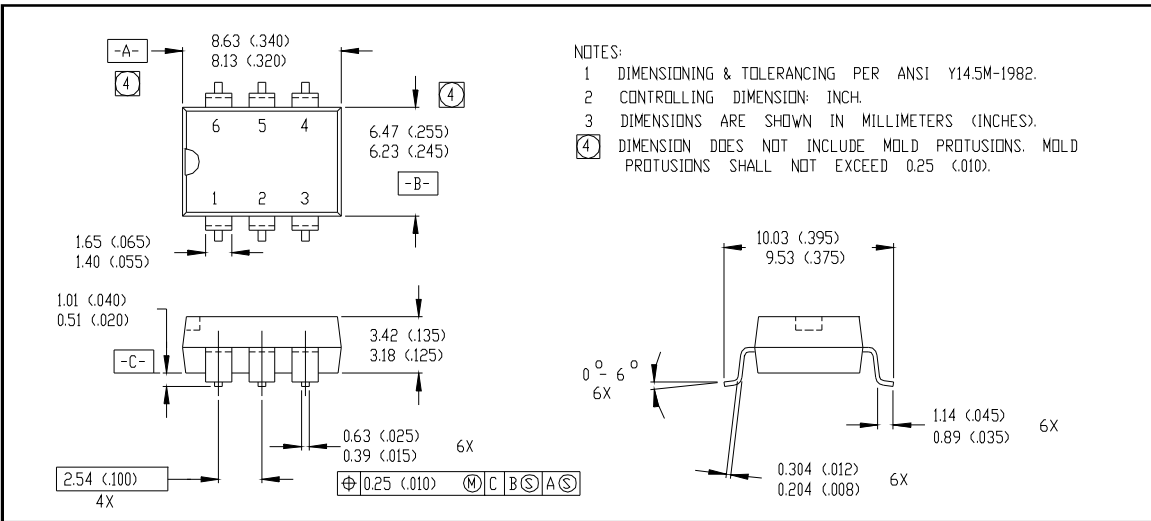 -A-
8.63 (.340)
8.13 (.320)
4
4
6 5 4
1 2 3
6.47 (.255)
6.23 (.245)
-B-
1.65 (.065)
1.40 (.055)
NOTES:
1 DIMENSIONING & TOLERANCING PER ANSI Y14.5M-1982.
2 CONTROLLING DIMENSION: INCH.
3 DIMENSIONS ARE SHOWN IN MILLIMETERS (INCHES).
4 DIMENSION DOES NOT INCLUDE MOLD PROTUSIONS. MOLD
PROTUSIONS SHALL NOT EXCEED 0.25 (.010).
1.01 (.040)
0.51 (.020)
-C-
3.42 (.135)
3.18 (.125)
0.63 (.025)
0.39 (.015)
6X
2.54 (.100)
4X
⌖ 0.25 (.010) Ⓜ C B Ⓢ A Ⓢ
10.03 (.395)
9.53 (.375)
0° - 6°
6X
1.14 (.045)
0.89 (.035)
6X
0.304 (.012)
0.204 (.008)
6X